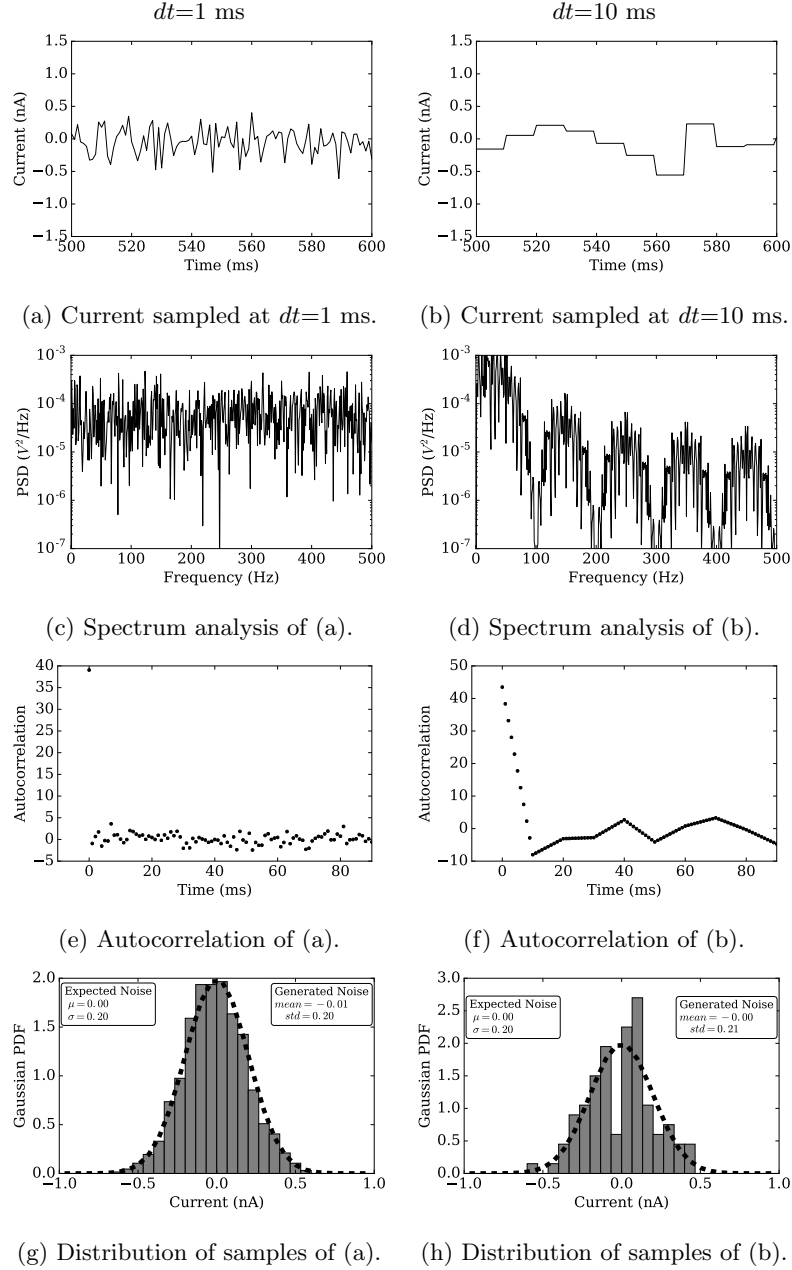 dt=1 ms
dt=10 ms
1.5
1.0
0.5
0.0
−0.5
−1.0
−1.5
Current (nA)
500 520 540 560 580 600
Time (ms)
1.5
1.0
0.5
0.0
−0.5
−1.0
−1.5
Current (nA)
500 520 540 560 580 600
Time (ms)
(a) Current sampled at dt=1 ms.
(b) Current sampled at dt=10 ms.
10⁻³
10⁻⁴
10⁻⁵
10⁻⁶
10⁻⁷
PSD (V²/Hz)
0 100 200 300 400 500
Frequency (Hz)
10⁻³
10⁻⁴
10⁻⁵
10⁻⁶
10⁻⁷
PSD (V²/Hz)
0 100 200 300 400 500
Frequency (Hz)
(c) Spectrum analysis of (a).
(d) Spectrum analysis of (b).
40
35
30
25
20
15
10
5
0
−5
Autocorrelation
0 20 40 60 80
Time (ms)
50
40
30
20
10
0
−10
Autocorrelation
0 20 40 60 80
Time (ms)
(e) Autocorrelation of (a).
(f) Autocorrelation of (b).
2.0
1.5
1.0
0.5
0.0
Gaussian PDF
Expected Noise
μ=0.00
σ=0.20
Generated Noise
mean=−0.01
std=0.20
−1.0 −0.5 0.0 0.5 1.0
Current (nA)
3.0
2.5
2.0
1.5
1.0
0.5
0.0
Gaussian PDF
Expected Noise
μ=0.00
σ=0.20
Generated Noise
mean=−0.00
std=0.21
−1.0 −0.5 0.0 0.5 1.0
Current (nA)
(g) Distribution of samples of (a).
(h) Distribution of samples of (b).